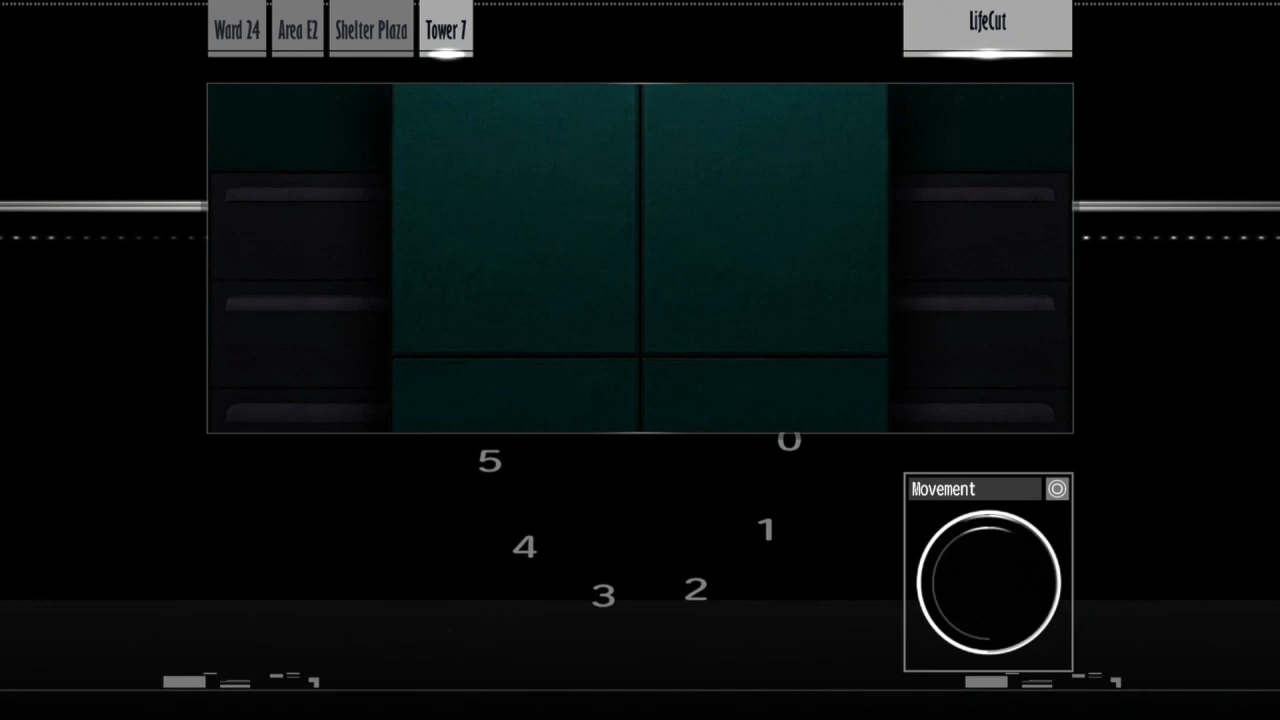 Ward 24
Area E2
Shelter Plaza
Tower 7
LifeCut
0
5
1
4
2
3
Movement